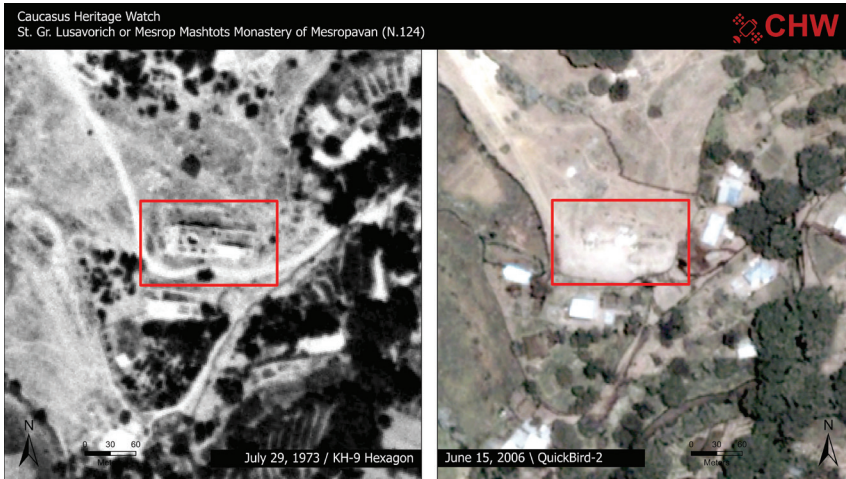 Caucasus Heritage Watch
St. Gr. Lusavorich or Mesrop Mashtots Monastery of Mesropavan (N.124)
CHW
N
0 30 60
Meters
July 29, 1973 / KH-9 Hexagon
June 15, 2006 \ QuickBird-2
0 30 60
Meters
N